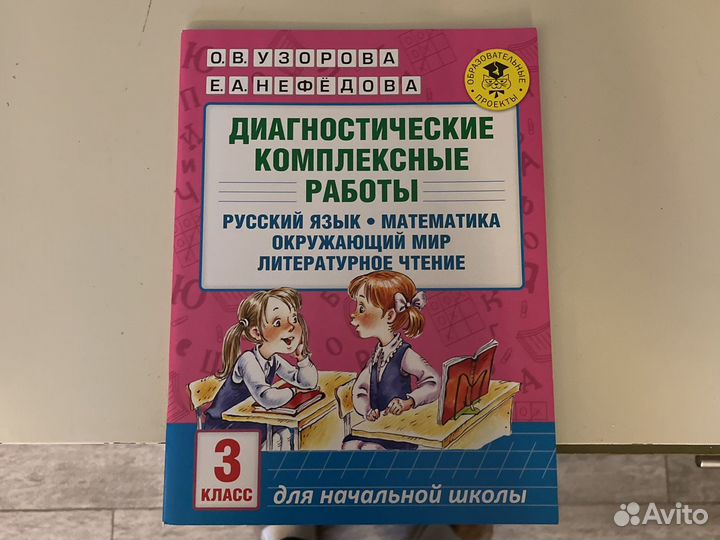 О.В. УЗОРОВА
Е.А. НЕФЁДОВА
ОБРАЗОВАТЕЛЬНЫЕ
ПРОЕКТЫ
ДИАГНОСТИЧЕСКИЕ
КОМПЛЕКСНЫЕ
РАБОТЫ
РУССКИЙ ЯЗЫК • МАТЕМАТИКА
ОКРУЖАЮЩИЙ МИР
ЛИТЕРАТУРНОЕ ЧТЕНИЕ
3
КЛАСС
для начальной школы
Avito